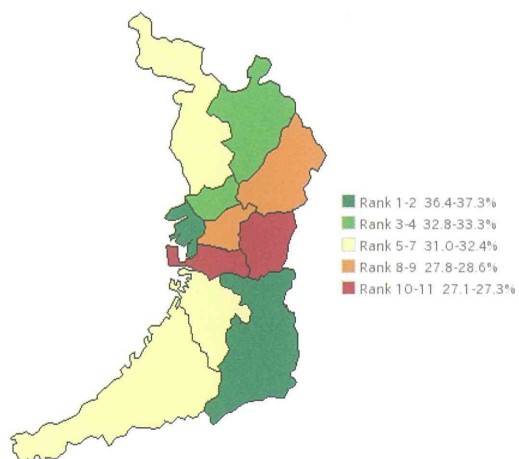 Rank 1-2 36.4-37.3%
Rank 3-4 32.8-33.3%
Rank 5-7 31.0-32.4%
Rank 8-9 27.8-28.6%
Rank 10-11 27.1-27.3%